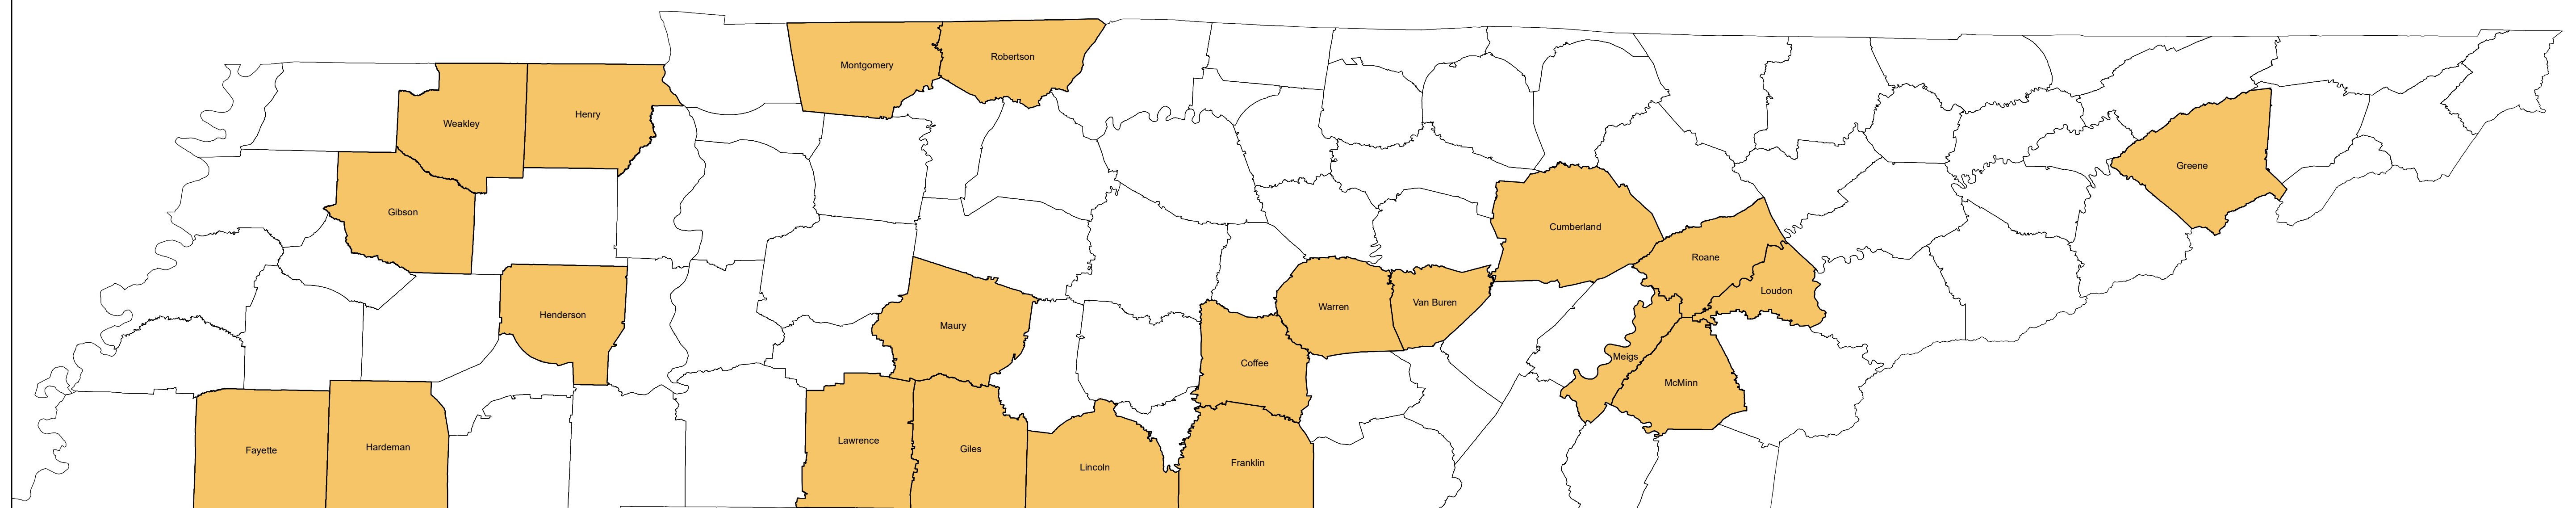 Robertson
Montgomery
Henry
Weakley
Greene
Gibson
Cumberland
Roane
Loudon
Van Buren
Warren
Henderson
Maury
Meigs
Coffee
McMinn
Lawrence
Hardeman
Giles
Fayette
Franklin
Lincoln